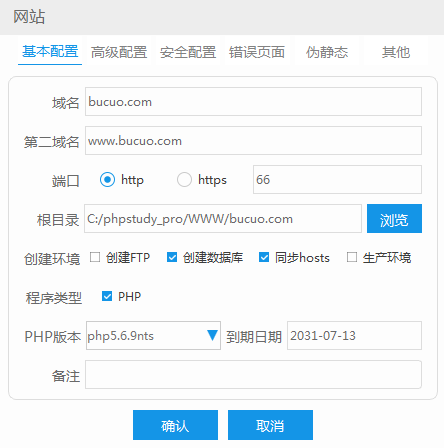 网站
基本配置 高级配置 安全配置 错误页面 伪静态 其他
域名 bucuo.com
第二域名 www.bucuo.com
端口 http https 66
根目录 C:/phpstudy_pro/WWW/bucuo.com 浏览
创建环境 创建FTP 创建数据库 同步hosts 生产环境
程序类型 PHP
PHP版本 php5.6.9nts 到期日期 2031-07-13
备注
确认 取消